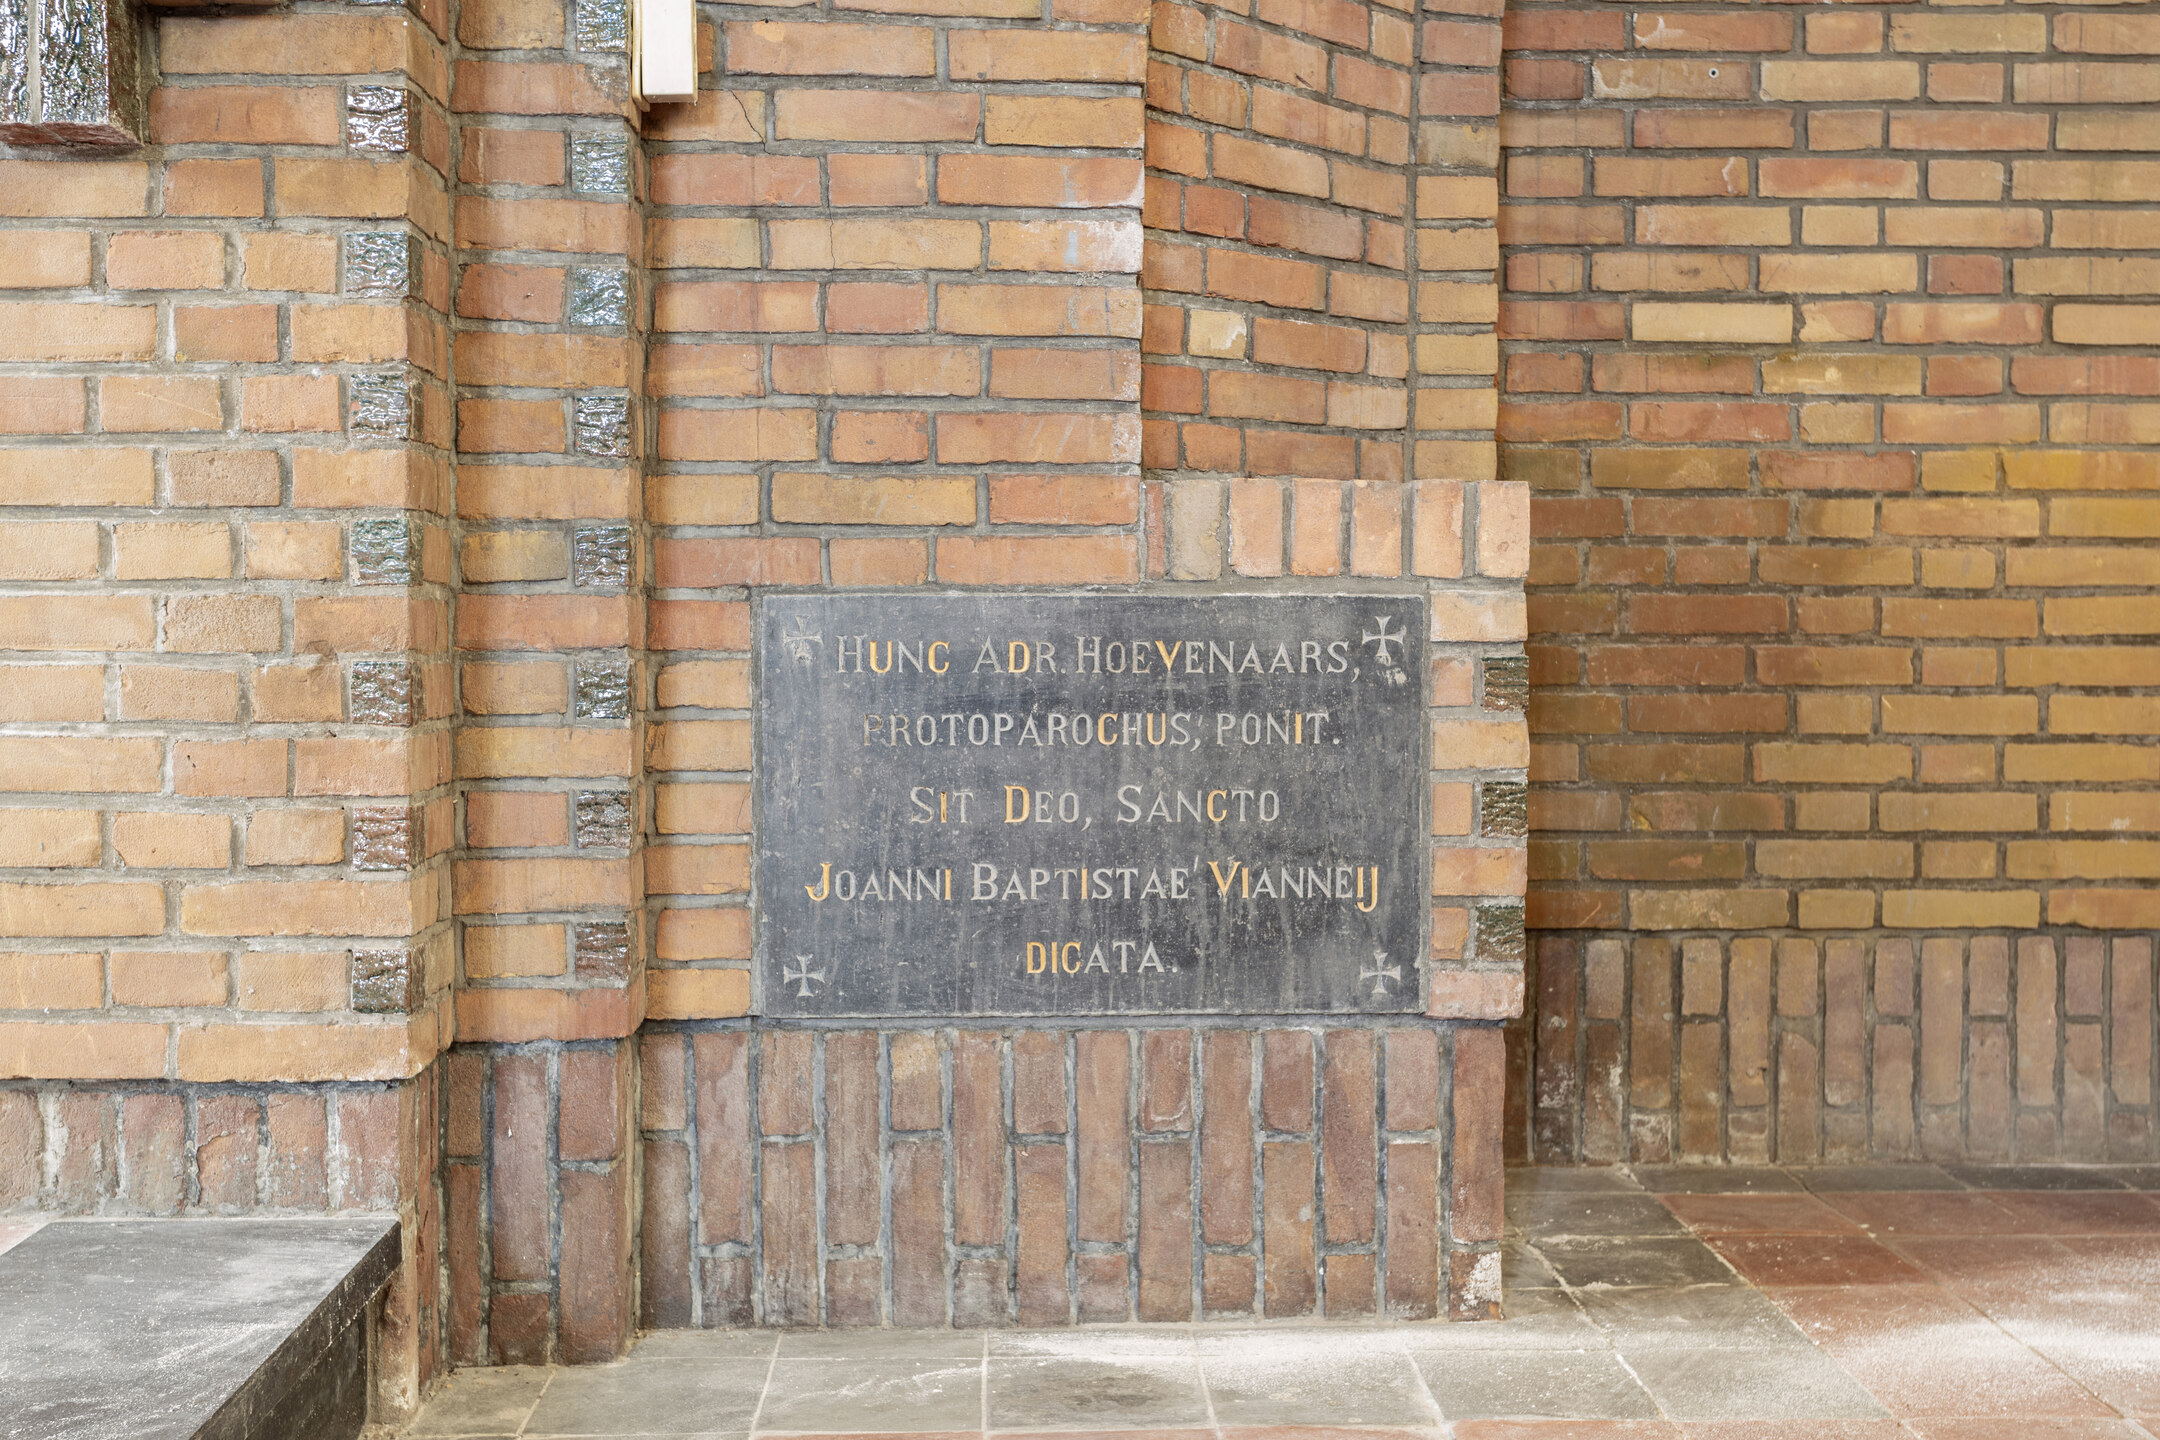 HUNC ADR. HOEVENAARS,
PROTOPAROCHUS, PONIT.
SIT DEO, SANCTO
JOANNI BAPTISTAE VIANNEIJ
DICATA.